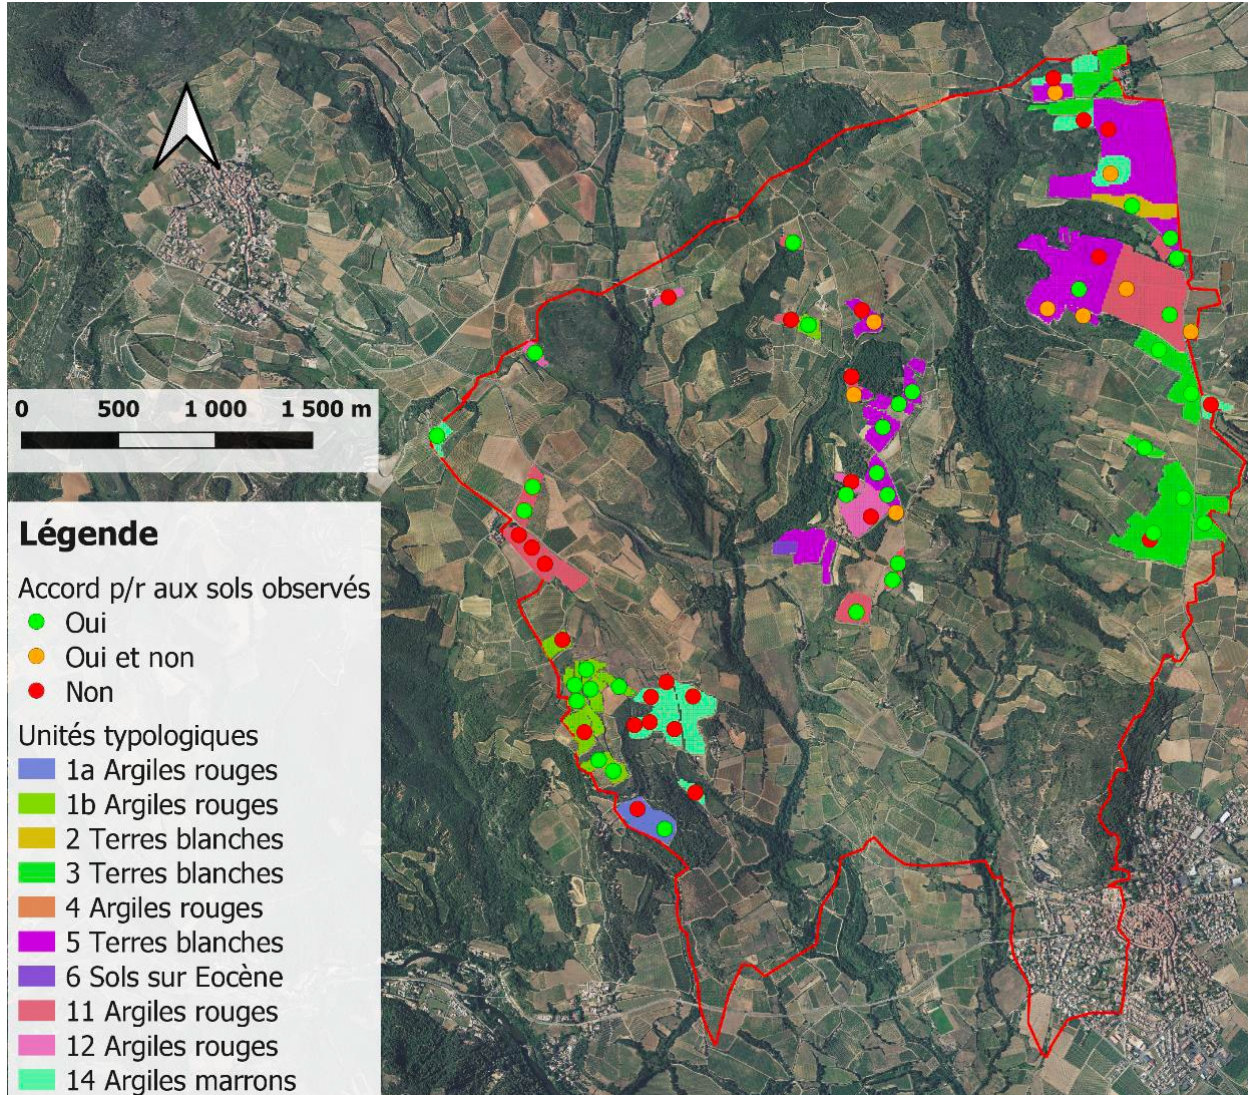 0 500 1 000 1 500 m
Légende
Accord p/r aux sols observés
Oui
Oui et non
Non
Unités typologiques
1a Argiles rouges
1b Argiles rouges
2 Terres blanches
3 Terres blanches
4 Argiles rouges
5 Terres blanches
6 Sols sur Eocène
11 Argiles rouges
12 Argiles rouges
14 Argiles marrons